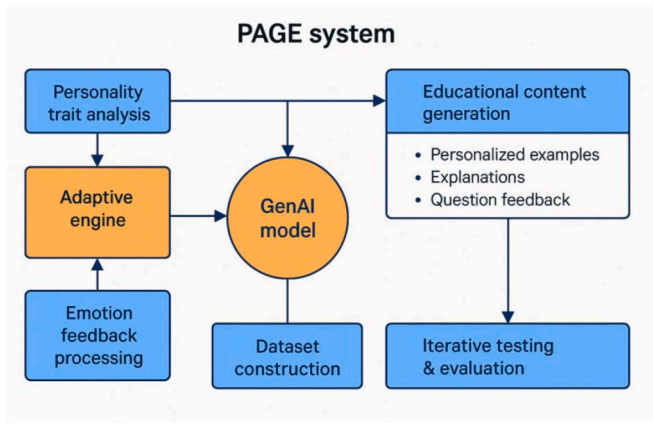 PAGE system
Personality
trait analysis
Educational content
generation
• Personalized examples
• Explanations
• Question feedback
Adaptive
engine
GenAI
model
Emotion
feedback
processing
Dataset
construction
Iterative testing
& evaluation